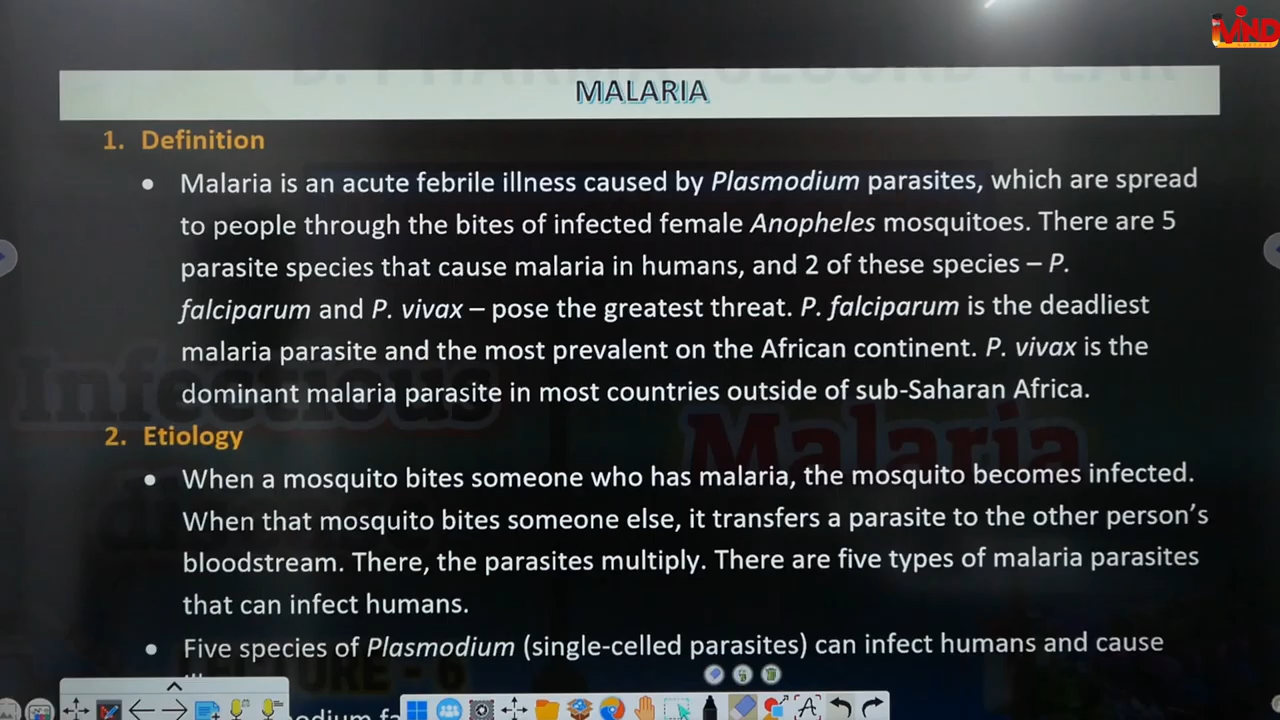 MIND
MALARIA
1. Definition
• Malaria is an acute febrile illness caused by Plasmodium parasites, which are spread
to people through the bites of infected female Anopheles mosquitoes. There are 5
parasite species that cause malaria in humans, and 2 of these species – P.
falciparum and P. vivax – pose the greatest threat. P. falciparum is the deadliest
malaria parasite and the most prevalent on the African continent. P. vivax is the
dominant malaria parasite in most countries outside of sub-Saharan Africa.
Infectious
Malaria
2. Etiology
• When a mosquito bites someone who has malaria, the mosquito becomes infected.
When that mosquito bites someone else, it transfers a parasite to the other person's
bloodstream. There, the parasites multiply. There are five types of malaria parasites
that can infect humans.
• Five species of Plasmodium (single-celled parasites) can infect humans and cause
LECTURE - 6